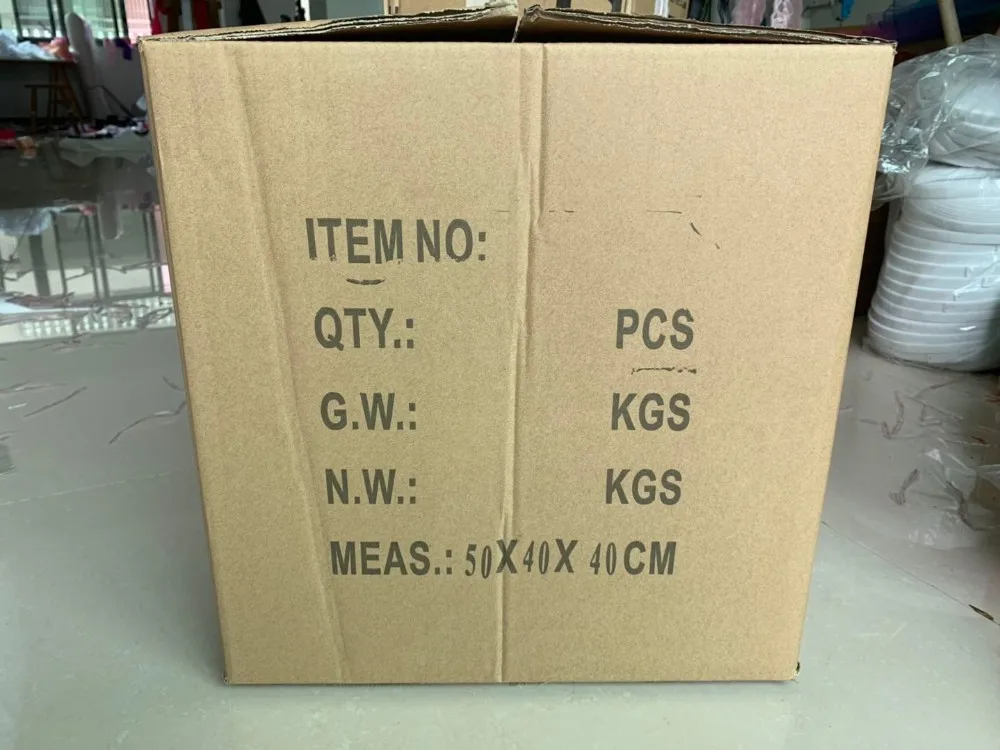 ITEM NO:
QTY.: PCS
G.W.: KGS
N.W.: KGS
MEAS.: 50X40X 40CM